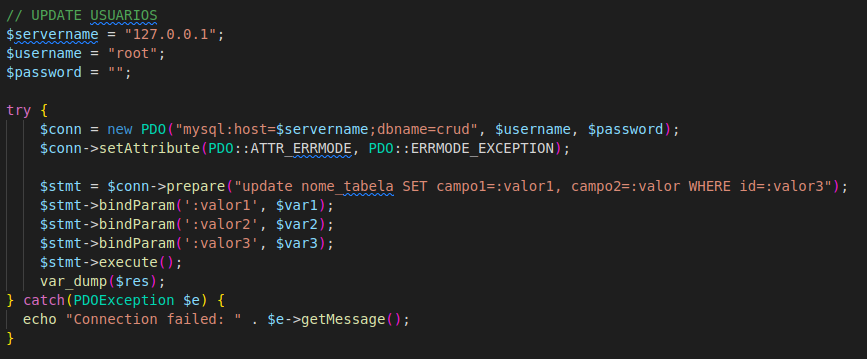 // UPDATE USUARIOS
$servername = "127.0.0.1";
$username = "root";
$password = "";
try {
$conn = new PDO("mysql:host=$servername;dbname=crud", $username, $password);
$conn->setAttribute(PDO::ATTR_ERRMODE, PDO::ERRMODE_EXCEPTION);
$stmt = $conn->prepare("update nome_tabela SET campo1=:valor1, campo2=:valor WHERE id=:valor3");
$stmt->bindParam(':valor1', $var1);
$stmt->bindParam(':valor2', $var2);
$stmt->bindParam(':valor3', $var3);
$stmt->execute();
var_dump($res);
} catch(PDOException $e) {
echo "Connection failed: " . $e->getMessage();
}